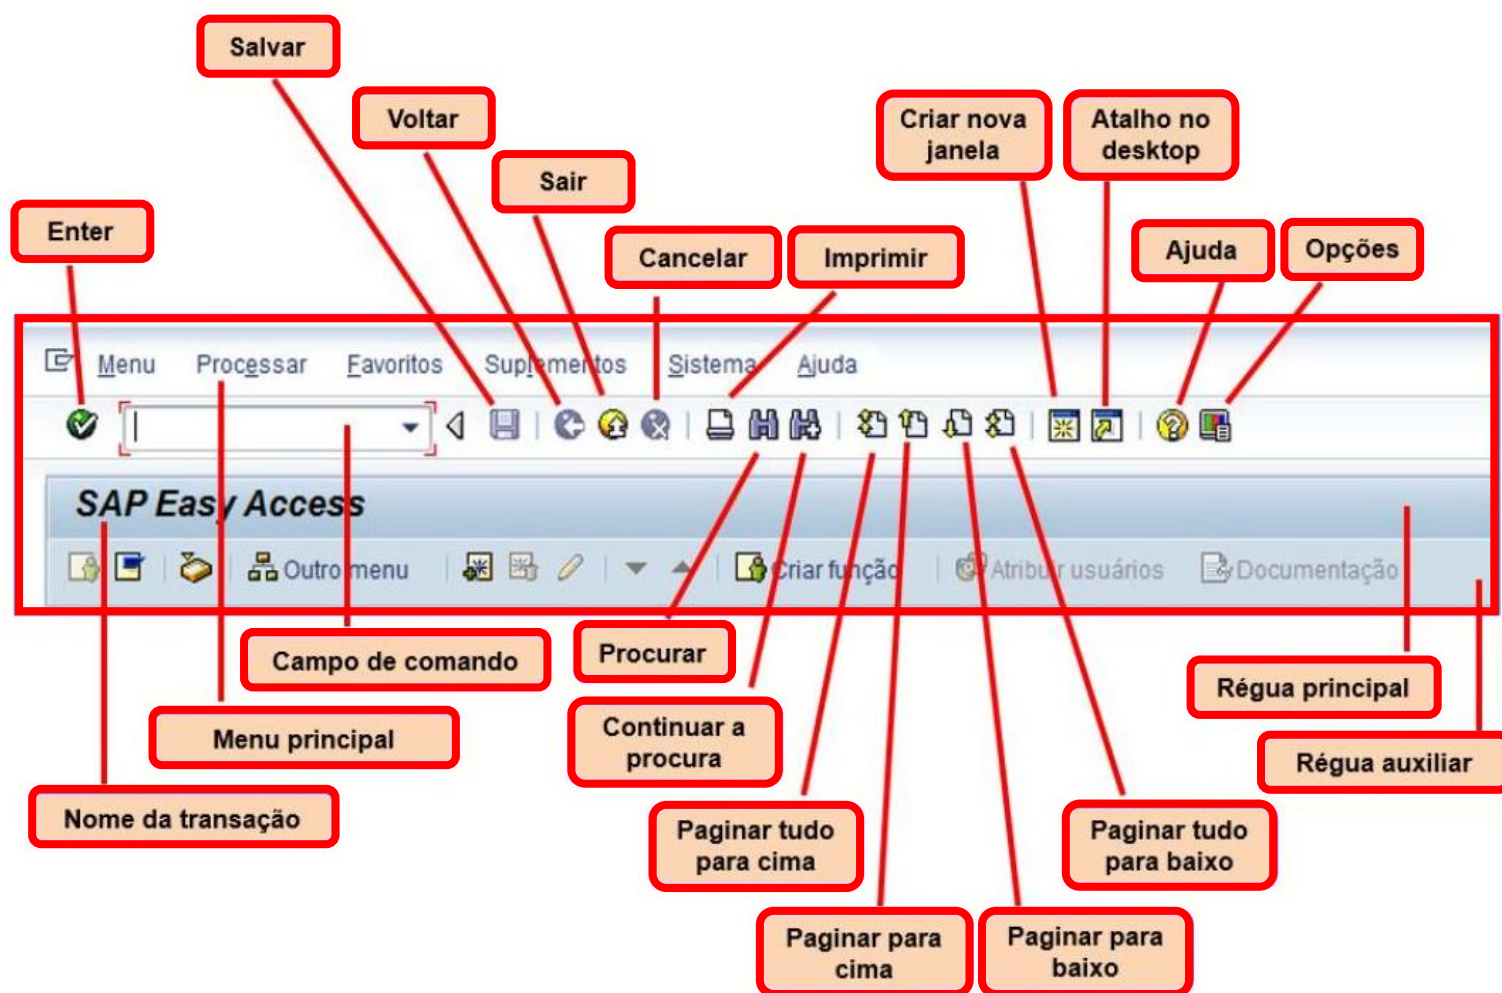 Salvar
Voltar
Criar nova
janela
Atalho no
desktop
Sair
Enter
Cancelar
Imprimir
Ajuda
Opções
Menu Processar Favoritos Suplementos Sistema Ajuda
SAP Easy Access
Outro menu Criar função Atribuir usuários Documentação
Campo de comando
Procurar
Régua principal
Menu principal
Continuar a
procura
Régua auxiliar
Nome da transação
Paginar tudo
para cima
Paginar tudo
para baixo
Paginar para
cima
Paginar para
baixo